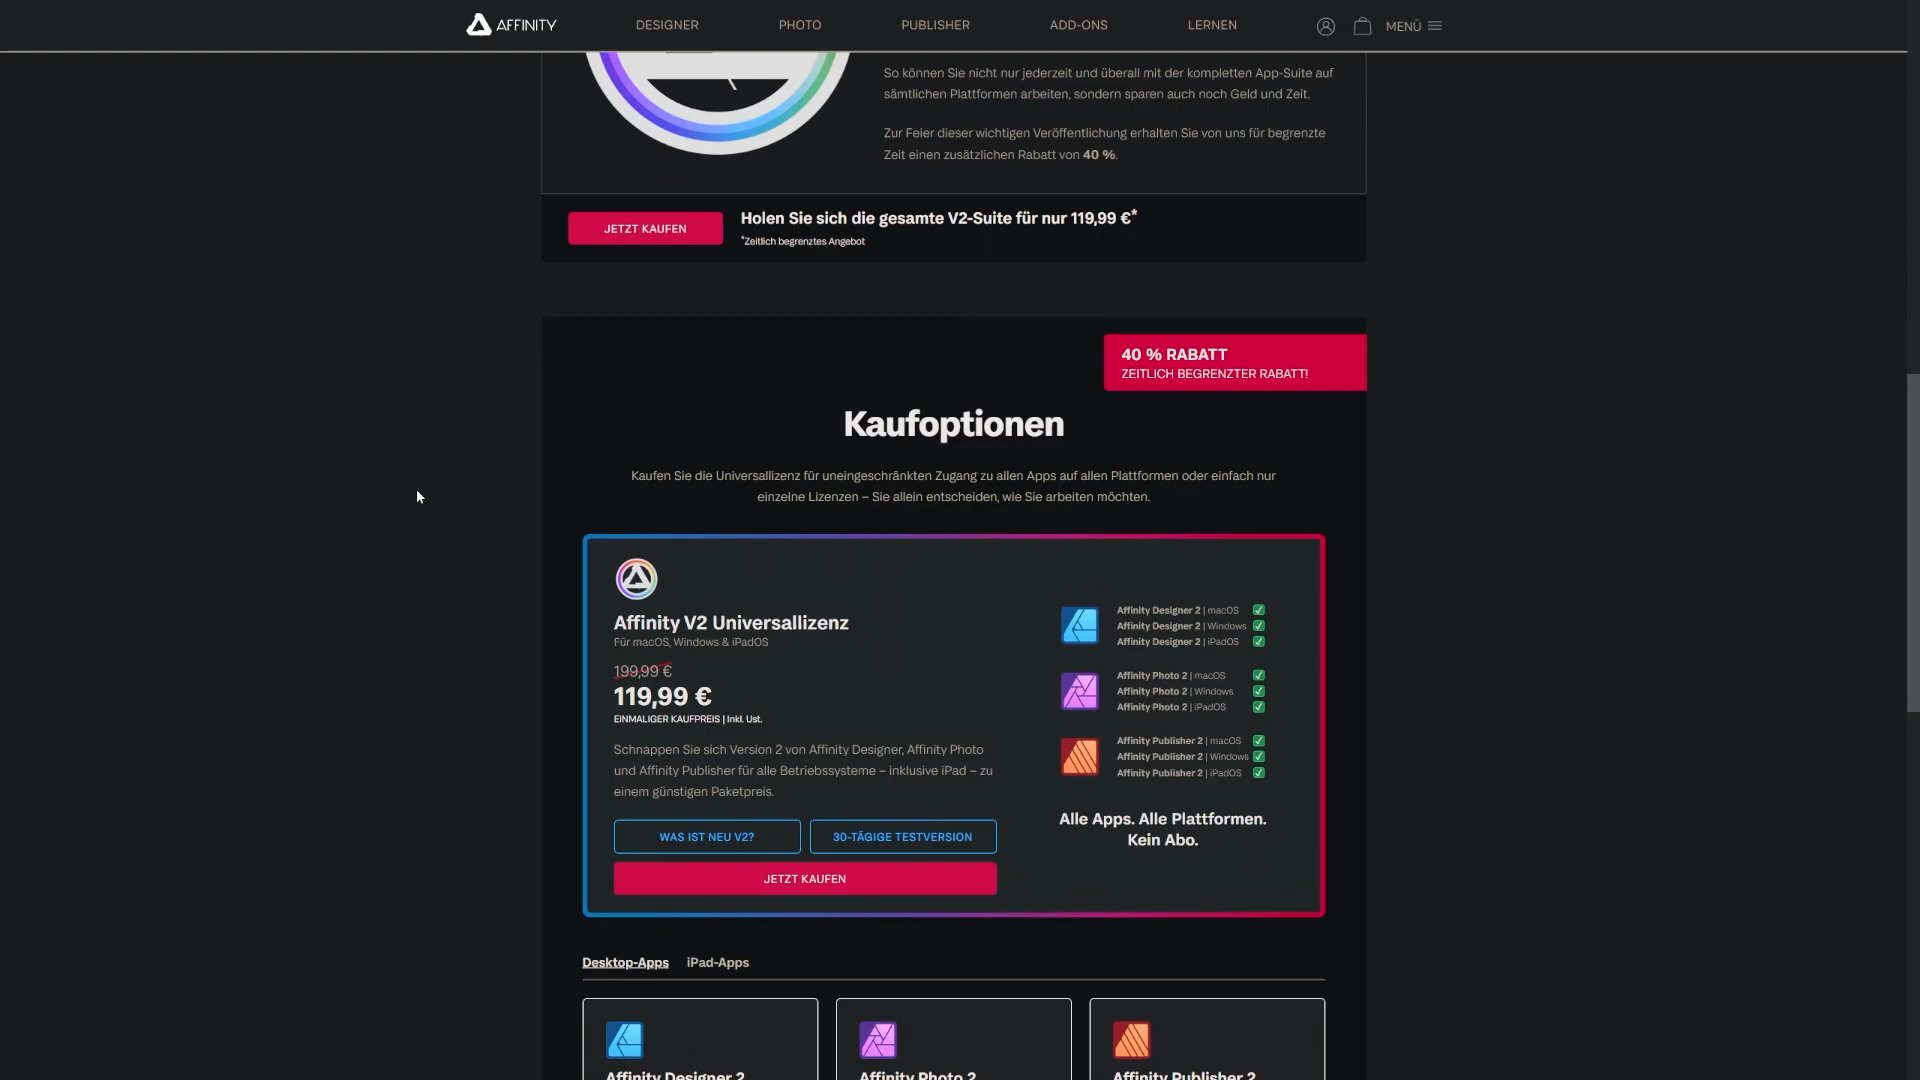 AFFINITY
DESIGNER
PHOTO
PUBLISHER
ADD-ONS
LERNEN
MENÜ
So können Sie nicht nur jederzeit und überall mit der kompletten App-Suite auf
sämtlichen Plattformen arbeiten, sondern sparen auch noch Geld und Zeit.
Zur Feier dieser wichtigen Veröffentlichung erhalten Sie von uns für begrenzte
Zeit einen zusätzlichen Rabatt von 40 %.
JETZT KAUFEN
Holen Sie sich die gesamte V2-Suite für nur 119,99 €*
*Zeitlich begrenztes Angebot
40 % RABATT
ZEITLICH BEGRENZTER RABATT!
Kaufoptionen
Kaufen Sie die Universallizenz für uneingeschränkten Zugang zu allen Apps auf allen Plattformen oder einfach nur
einzelne Lizenzen – Sie allein entscheiden, wie Sie arbeiten möchten.
Affinity V2 Universallizenz
Für macOS, Windows & iPadOS
199,99 €
119,99 €
EINMALIGER KAUFPREIS | Inkl. Ust.
Schnappen Sie sich Version 2 von Affinity Designer, Affinity Photo
und Affinity Publisher für alle Betriebssysteme – inklusive iPad – zu
einem günstigen Paketpreis.
WAS IST NEU V2?
30-TÄGIGE TESTVERSION
JETZT KAUFEN
Affinity Designer 2 | macOS
Affinity Designer 2 | Windows
Affinity Designer 2 | iPadOS
Affinity Photo 2 | macOS
Affinity Photo 2 | Windows
Affinity Photo 2 | iPadOS
Affinity Publisher 2 | macOS
Affinity Publisher 2 | Windows
Affinity Publisher 2 | iPadOS
Alle Apps. Alle Plattformen.
Kein Abo.
Desktop-Apps
iPad-Apps
Affinity Designer 2
Affinity Photo 2
Affinity Publisher 2